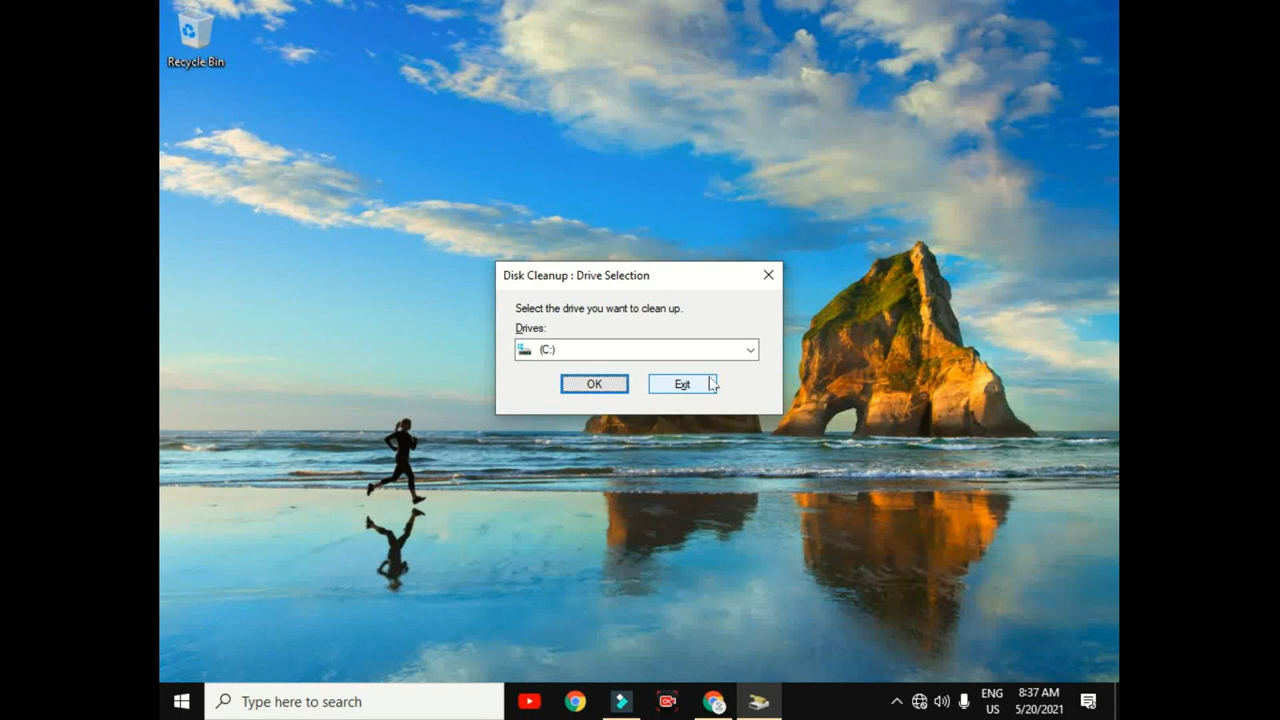 Recycle Bin
Disk Cleanup : Drive Selection
Select the drive you want to clean up.
Drives:
(C:)
OK
Exit
Type here to search
ENG
US
8:37 AM
5/20/2021